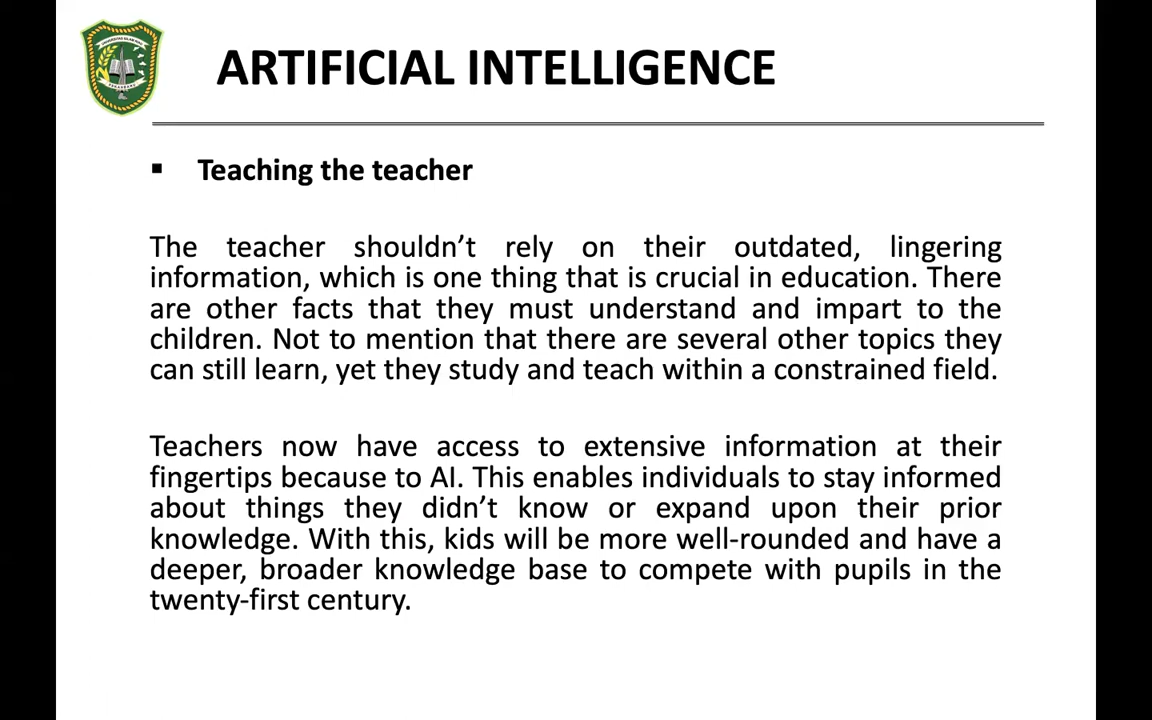 ARTIFICIAL INTELLIGENCE
▪ Teaching the teacher
The teacher shouldn’t rely on their outdated, lingering
information, which is one thing that is crucial in education. There
are other facts that they must understand and impart to the
children. Not to mention that there are several other topics they
can still learn, yet they study and teach within a constrained field.
Teachers now have access to extensive information at their
fingertips because to AI. This enables individuals to stay informed
about things they didn’t know or expand upon their prior
knowledge. With this, kids will be more well-rounded and have a
deeper, broader knowledge base to compete with pupils in the
twenty-first century.